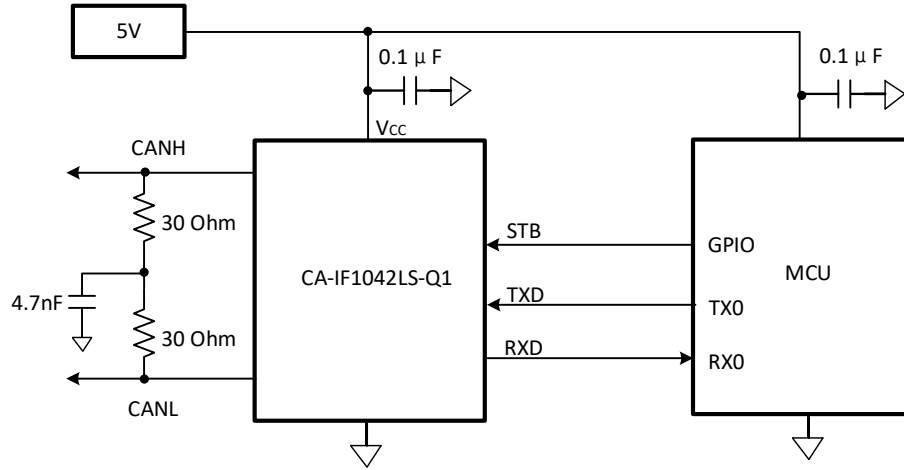 5V
0.1 μ F
0.1 μ F
VCC
CANH
30 Ohm
STB
GPIO
CA-IF1042LS-Q1
MCU
4.7nF
TXD
TX0
30 Ohm
RXD
RX0
CANL